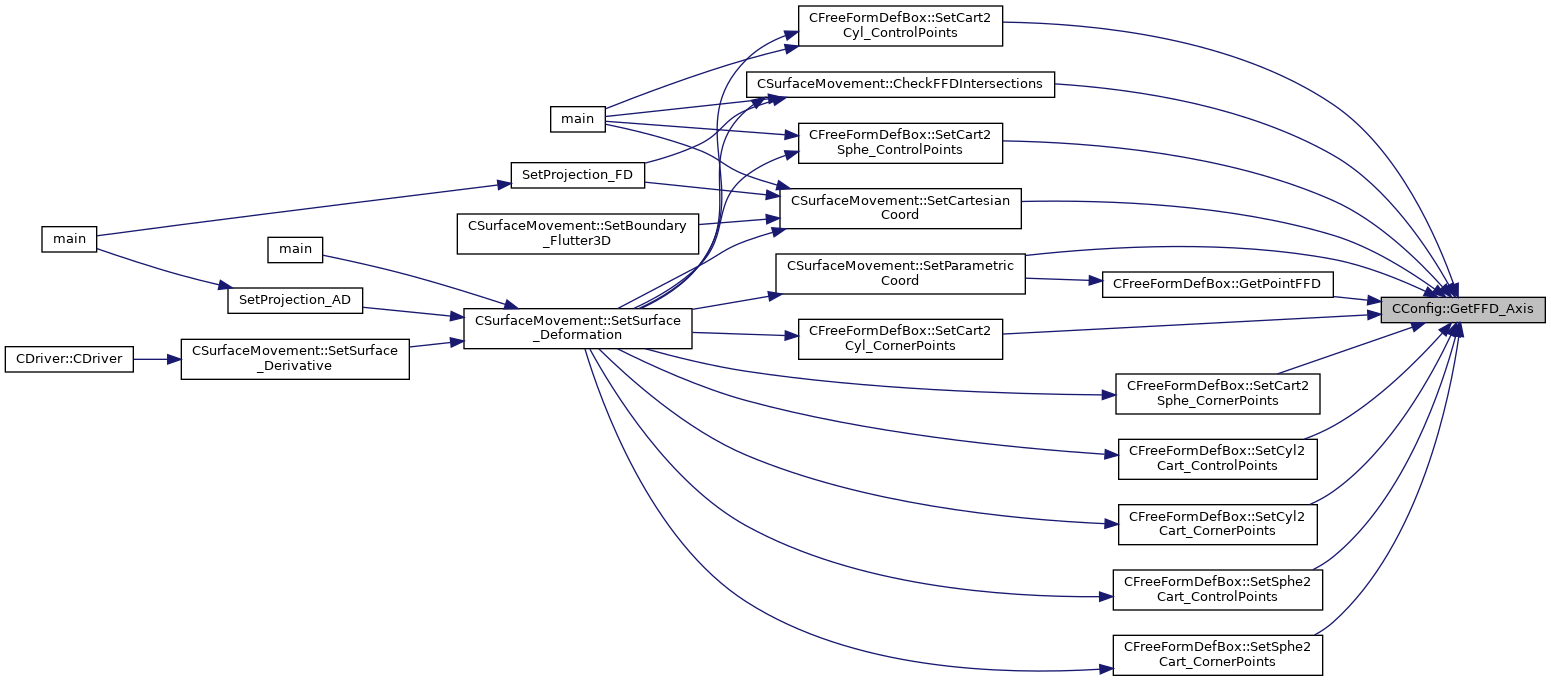 CFreeFormDefBox::SetCart2
Cyl_ControlPoints
CSurfaceMovement::CheckFFDIntersections
main
CFreeFormDefBox::SetCart2
Sphe_ControlPoints
SetProjection_FD
CSurfaceMovement::SetCartesian
Coord
CSurfaceMovement::SetBoundary
_Flutter3D
main
main
CSurfaceMovement::SetParametric
Coord
CFreeFormDefBox::GetPointFFD
SetProjection_AD
CConfig::GetFFD_Axis
CSurfaceMovement::SetSurface
_Deformation
CFreeFormDefBox::SetCart2
Cyl_CornerPoints
CDriver::CDriver
CSurfaceMovement::SetSurface
_Derivative
CFreeFormDefBox::SetCart2
Sphe_CornerPoints
CFreeFormDefBox::SetCyl2
Cart_ControlPoints
CFreeFormDefBox::SetCyl2
Cart_CornerPoints
CFreeFormDefBox::SetSphe2
Cart_ControlPoints
CFreeFormDefBox::SetSphe2
Cart_CornerPoints